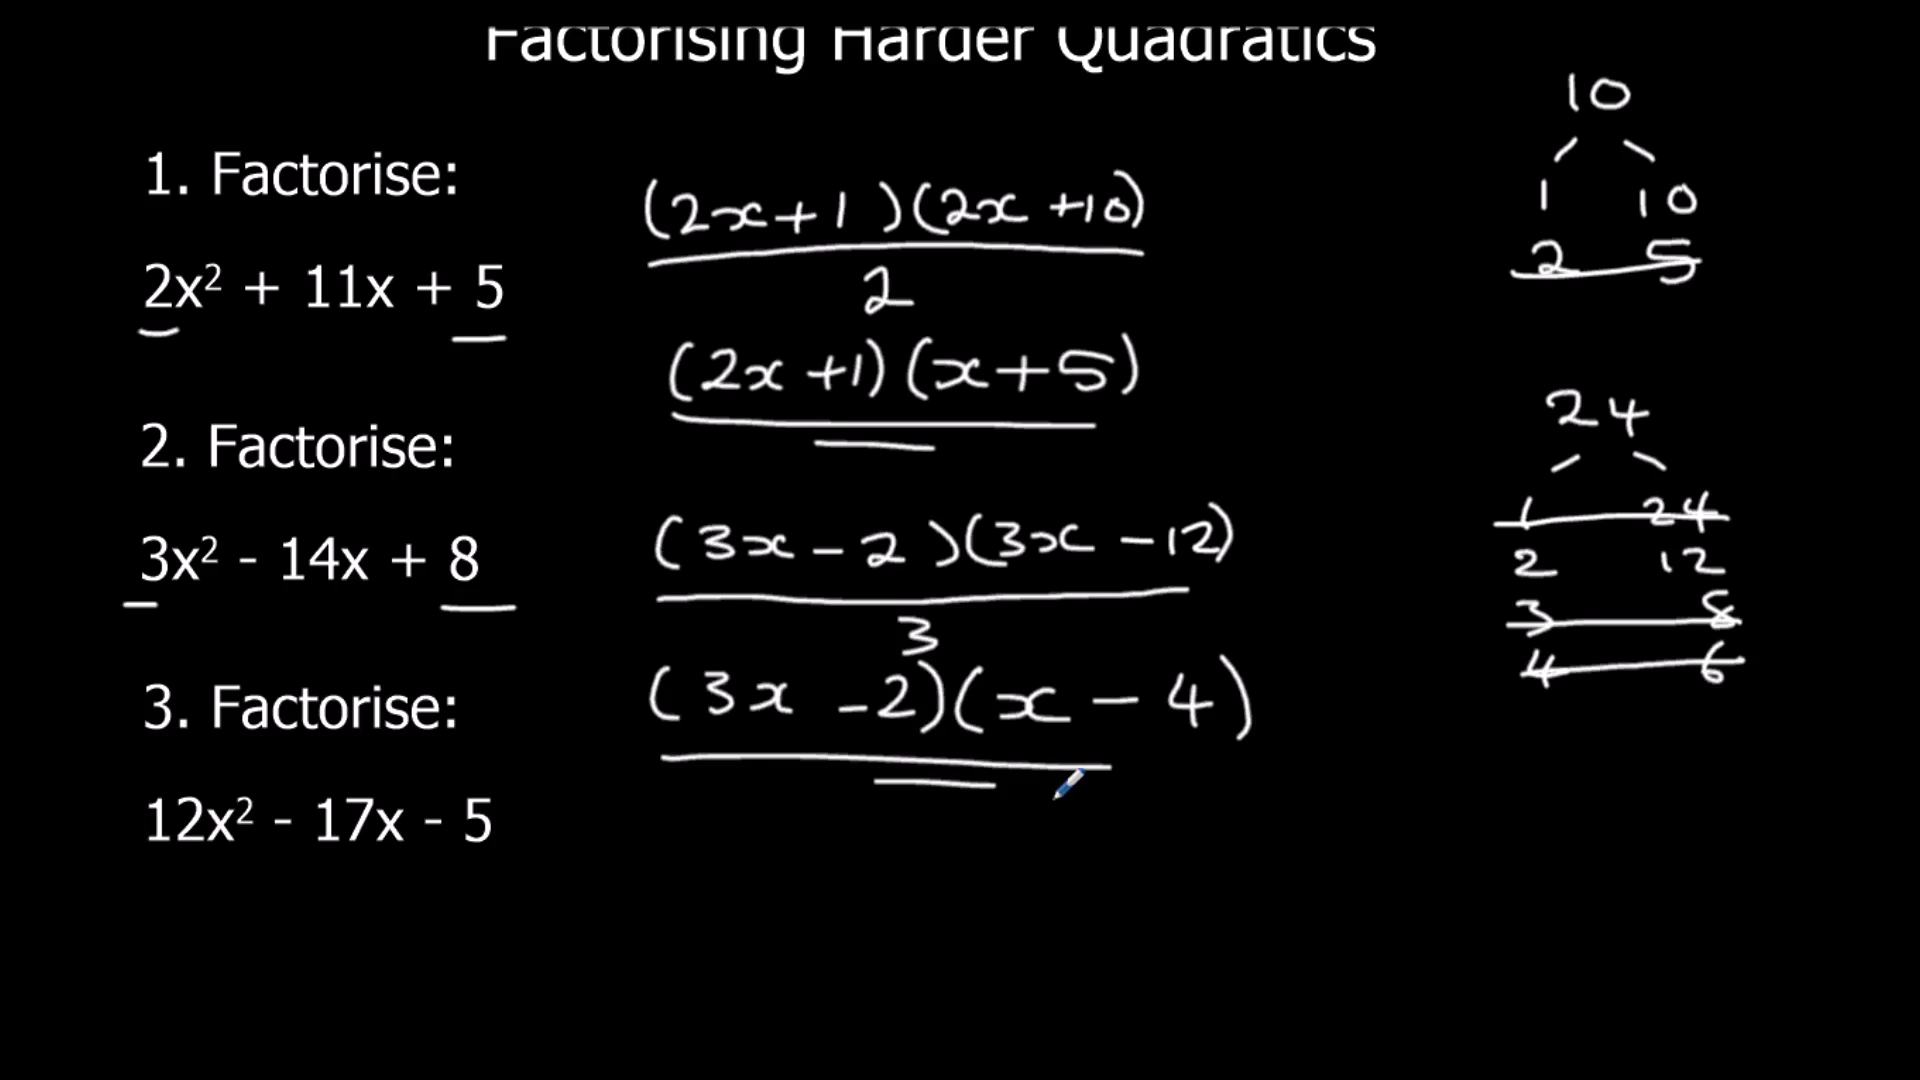 Factorising Harder Quadratics
1. Factorise:
2x² + 11x + 5
(2x+1)(2x+10)
2
(2x+1)(x+5)
2. Factorise:
3x² - 14x + 8
(3x-2)(3x-12)
3
(3x-2)(x-4)
3. Factorise:
12x² - 17x - 5
10
1 10
2 5
24
1 24
2 12
3 8
4 6